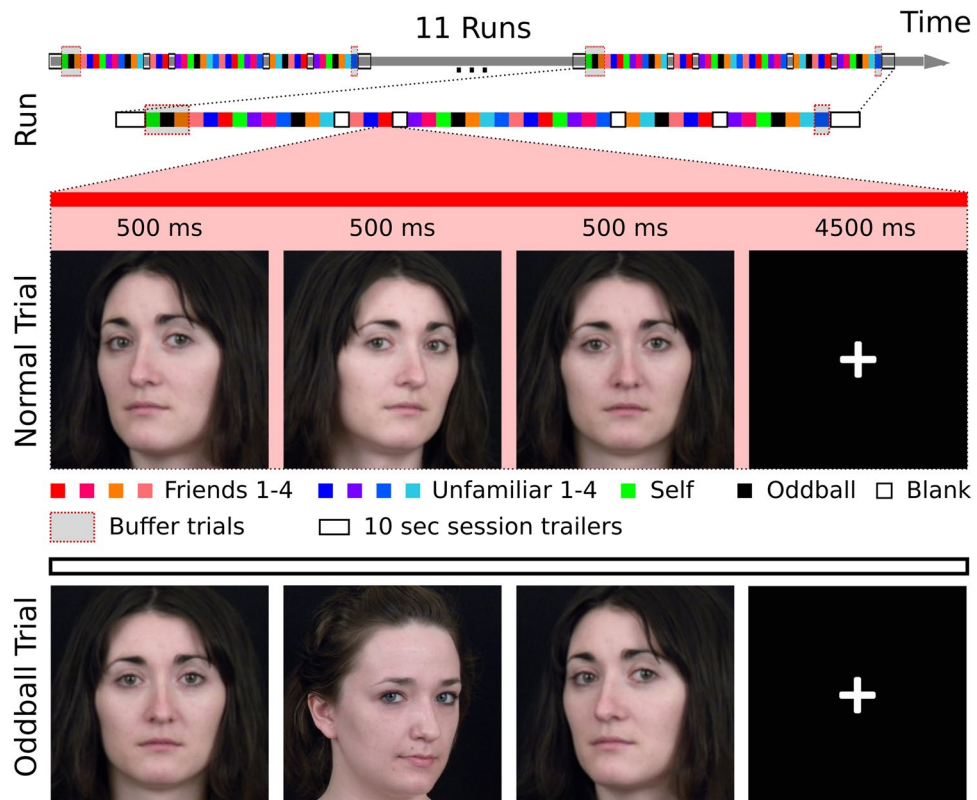 11 Runs
Time
...
Run
500 ms
500 ms
500 ms
4500 ms
Normal Trial
Friends 1-4
Unfamiliar 1-4
Self
Oddball
Blank
Buffer trials
10 sec session trailers
Oddball Trial